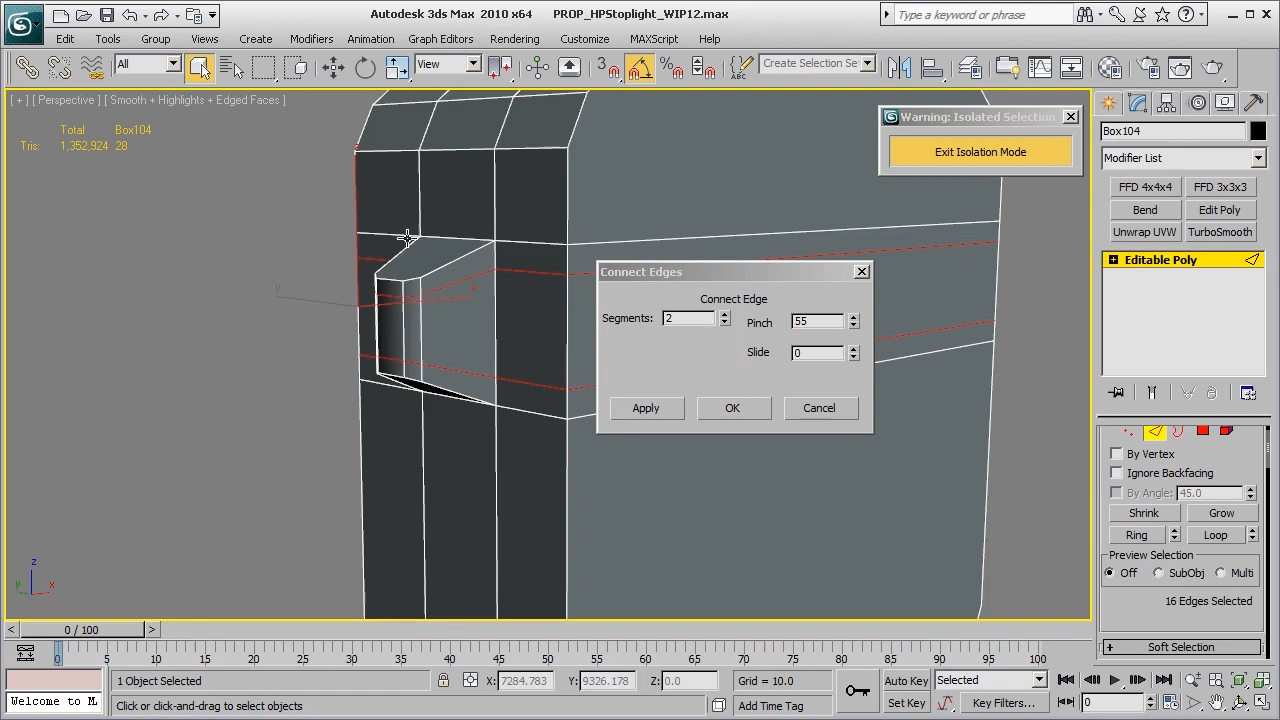 Autodesk 3ds Max 2010 x64 PROP_HPStoplight_WIP12.max
Type a keyword or phrase
Edit Tools Group Views Create Modifiers Animation Graph Editors Rendering Customize MAXScript Help
All View 3 % ABC Create Selection Se
[ + ] [ Perspective ] [ Smooth + Highlights + Edged Faces ]
Total Box104
Tris: 1,352,924 28
Warning: Isolated Selection
Exit Isolation Mode
Box104
Modifier List
FFD 4x4x4 FFD 3x3x3
Bend Edit Poly
Unwrap UVW TurboSmooth
Editable Poly
Connect Edges
Connect Edge
Segments: 2 Pinch 55
Slide 0
Apply OK Cancel
By Vertex
Ignore Backfacing
By Angle: 45.0
Shrink Grow
Ring Loop
Preview Selection
Off SubObj Multi
16 Edges Selected
Soft Selection
y
x
z
y x
0 / 100
0 5 10 15 20 25 30 35 40 45 50 55 60 65 70 75 80 85 90 95 100
1 Object Selected X: 7284.783 Y: 9326.178 Z: 0.0 Grid = 10.0 Auto Key Selected
Welcome to M Click or click-and-drag to select objects Add Time Tag Set Key Key Filters... 0